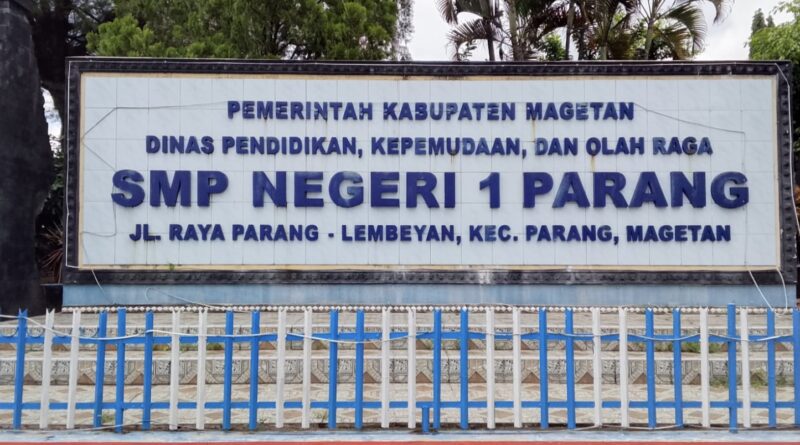 PEMERINTAH KABUPATEN MAGETAN
DINAS PENDIDIKAN, KEPEMUDAAN, DAN OLAH RAGA
SMP NEGERI 1 PARANG
JL. RAYA PARANG - LEMBEYAN, KEC. PARANG, MAGETAN